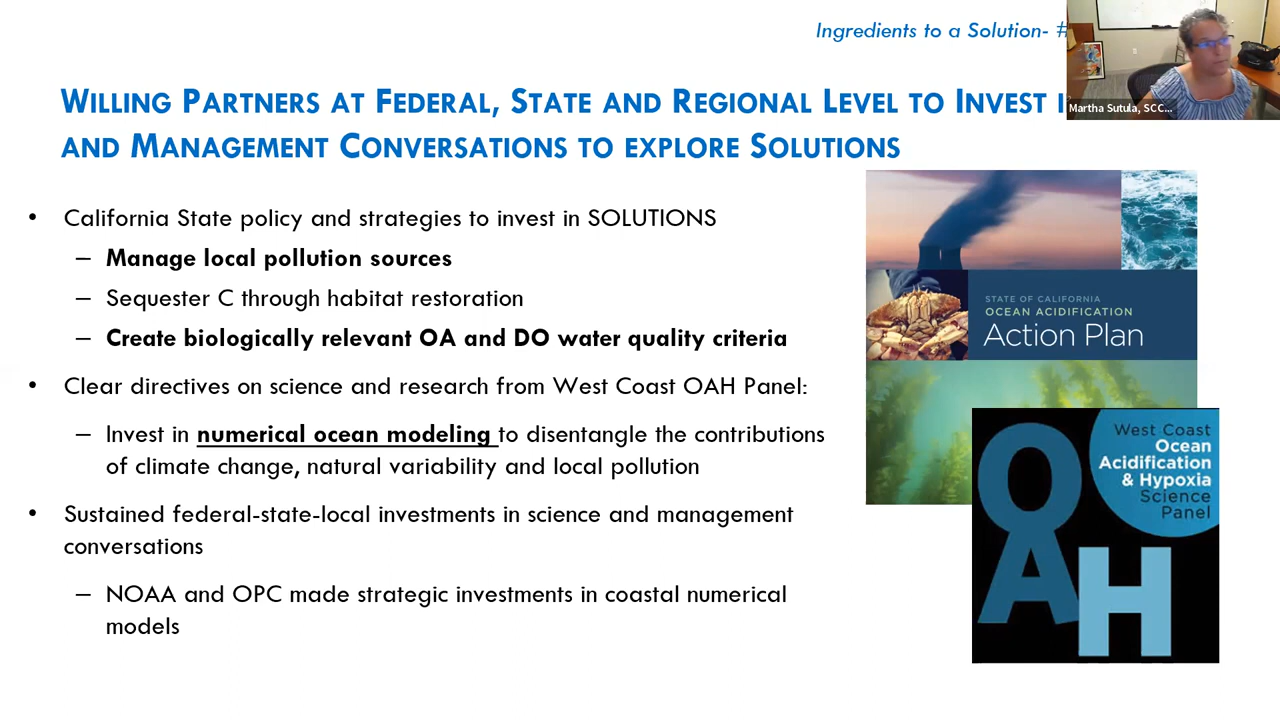 Ingredients to a Solution- #
WILLING PARTNERS AT FEDERAL, STATE AND REGIONAL LEVEL TO INVEST
AND MANAGEMENT CONVERSATIONS TO EXPLORE SOLUTIONS
Martha Sutula, SCC...
• California State policy and strategies to invest in SOLUTIONS
– Manage local pollution sources
– Sequester C through habitat restoration
– Create biologically relevant OA and DO water quality criteria
• Clear directives on science and research from West Coast OAH Panel:
– Invest in numerical ocean modeling to disentangle the contributions
of climate change, natural variability and local pollution
• Sustained federal-state-local investments in science and management
conversations
– NOAA and OPC made strategic investments in coastal numerical
models
STATE OF CALIFORNIA
OCEAN ACIDIFICATION
Action Plan
OAH
West Coast
Ocean
Acidification
& Hypoxia
Science
Panel